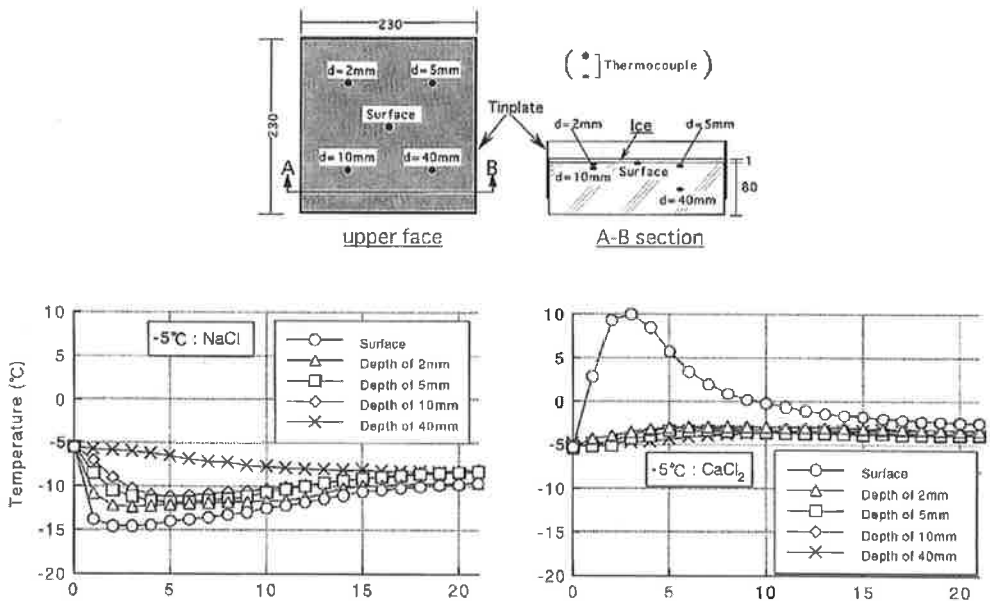 230
d=2mm d=5mm
( ] Thermocouple )
Surface
Tinplate
230
d=2mm Ice d=5mm
d=10mm d=40mm
A B
d=10mm Surface
1
80
d=40mm
upper face
A-B section
10
5
0
-5
-10
-15
-20
Temperature (°C)
-5°C : NaCl
Surface
Depth of 2mm
Depth of 5mm
Depth of 10mm
Depth of 40mm
0 5 10 15 20
10
5
0
-5
-10
-15
-20
-5°C : CaCl₂
Surface
Depth of 2mm
Depth of 5mm
Depth of 10mm
Depth of 40mm
0 5 10 15 20